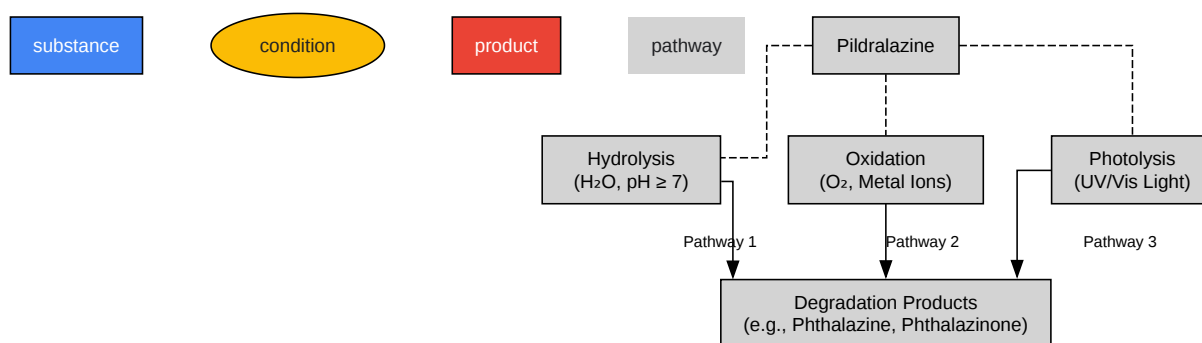 substance
condition
product
pathway
Pildralazine
Hydrolysis
(H₂O, pH ≥ 7)
Oxidation
(O₂, Metal Ions)
Photolysis
(UV/Vis Light)
Pathway 1
Pathway 2
Pathway 3
Degradation Products
(e.g., Phthalazine, Phthalazinone)